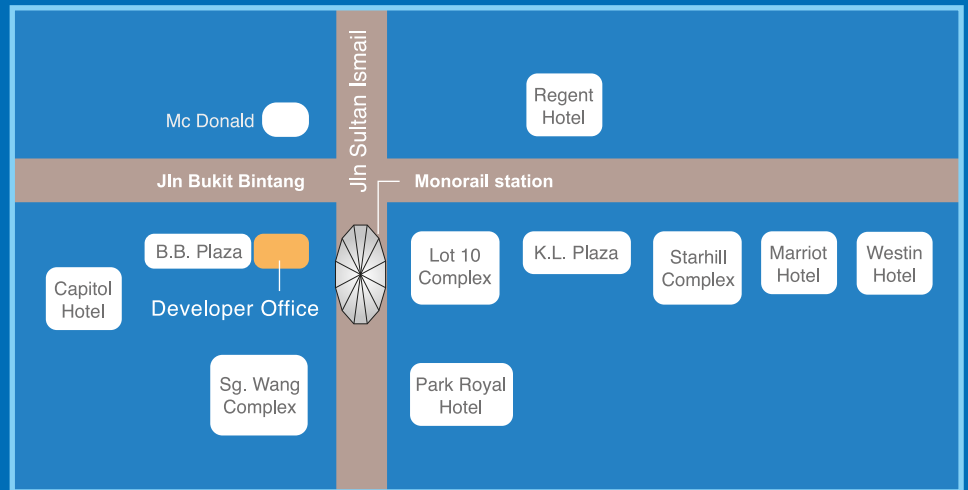 Jln Sultan Ismail
Regent
Hotel
Mc Donald
Jln Bukit Bintang
Monorail station
B.B. Plaza
Lot 10
Complex
K.L. Plaza
Starhill
Complex
Marriot
Hotel
Westin
Hotel
Capitol
Hotel
Developer Office
Sg. Wang
Complex
Park Royal
Hotel